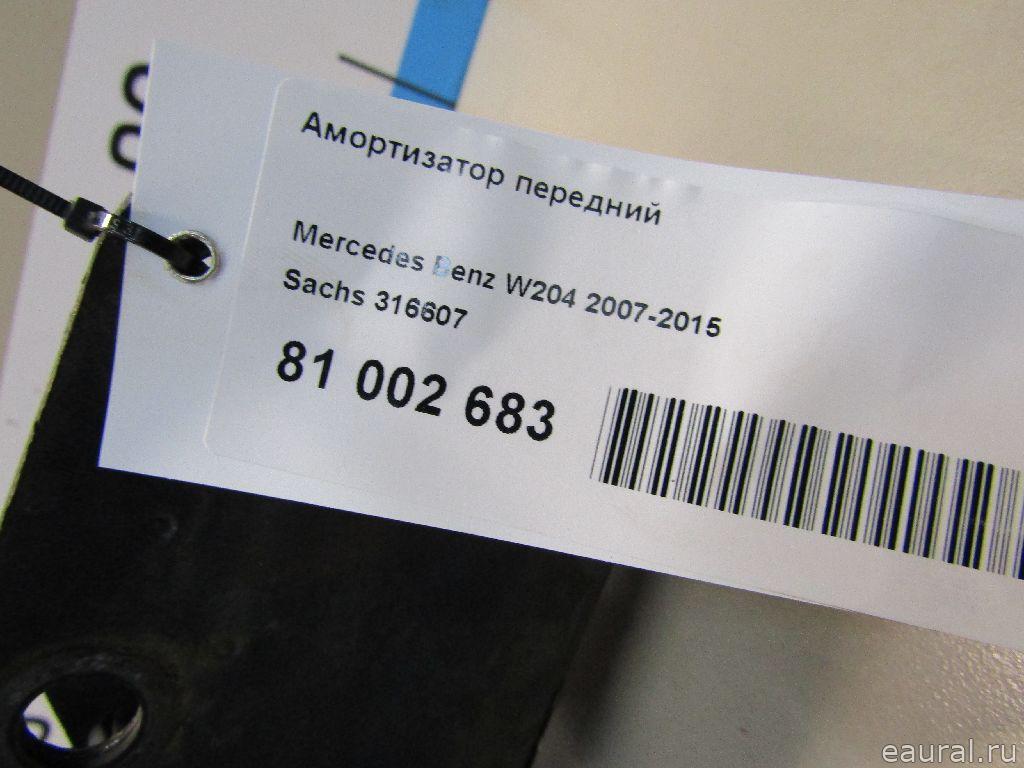 Амортизатор передний
Mercedes Benz W204 2007-2015
Sachs 316607
81 002 683
eaural.ru